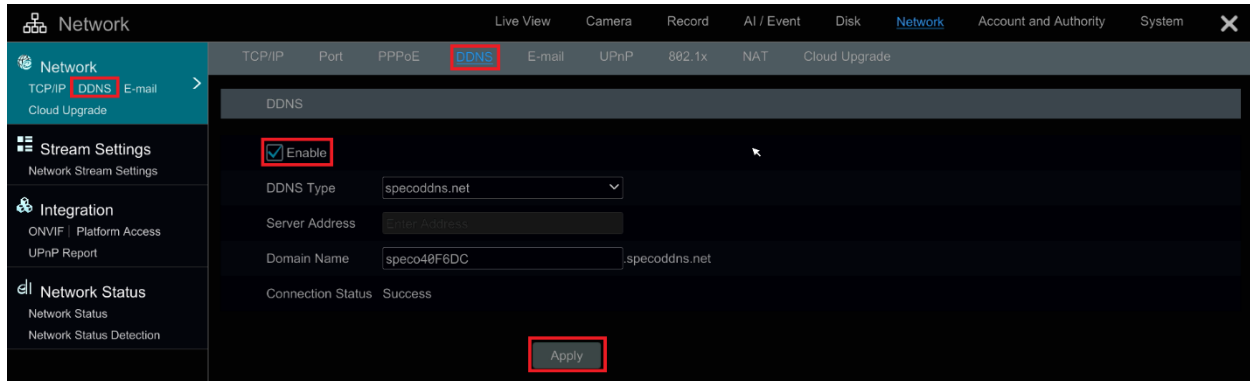 Network
Live View Camera Record AI / Event Disk Network Account and Authority System
Network
TCP/IP DDNS E-mail
Cloud Upgrade
Stream Settings
Network Stream Settings
Integration
ONVIF | Platform Access
UPnP Report
Network Status
Network Status
Network Status Detection
TCP/IP Port PPPoE DDNS E-mail UPnP 802.1x NAT Cloud Upgrade
DDNS
Enable
DDNS Type specoddns.net
Server Address Enter Address
Domain Name speco40F6DC .specoddns.net
Connection Status Success
Apply